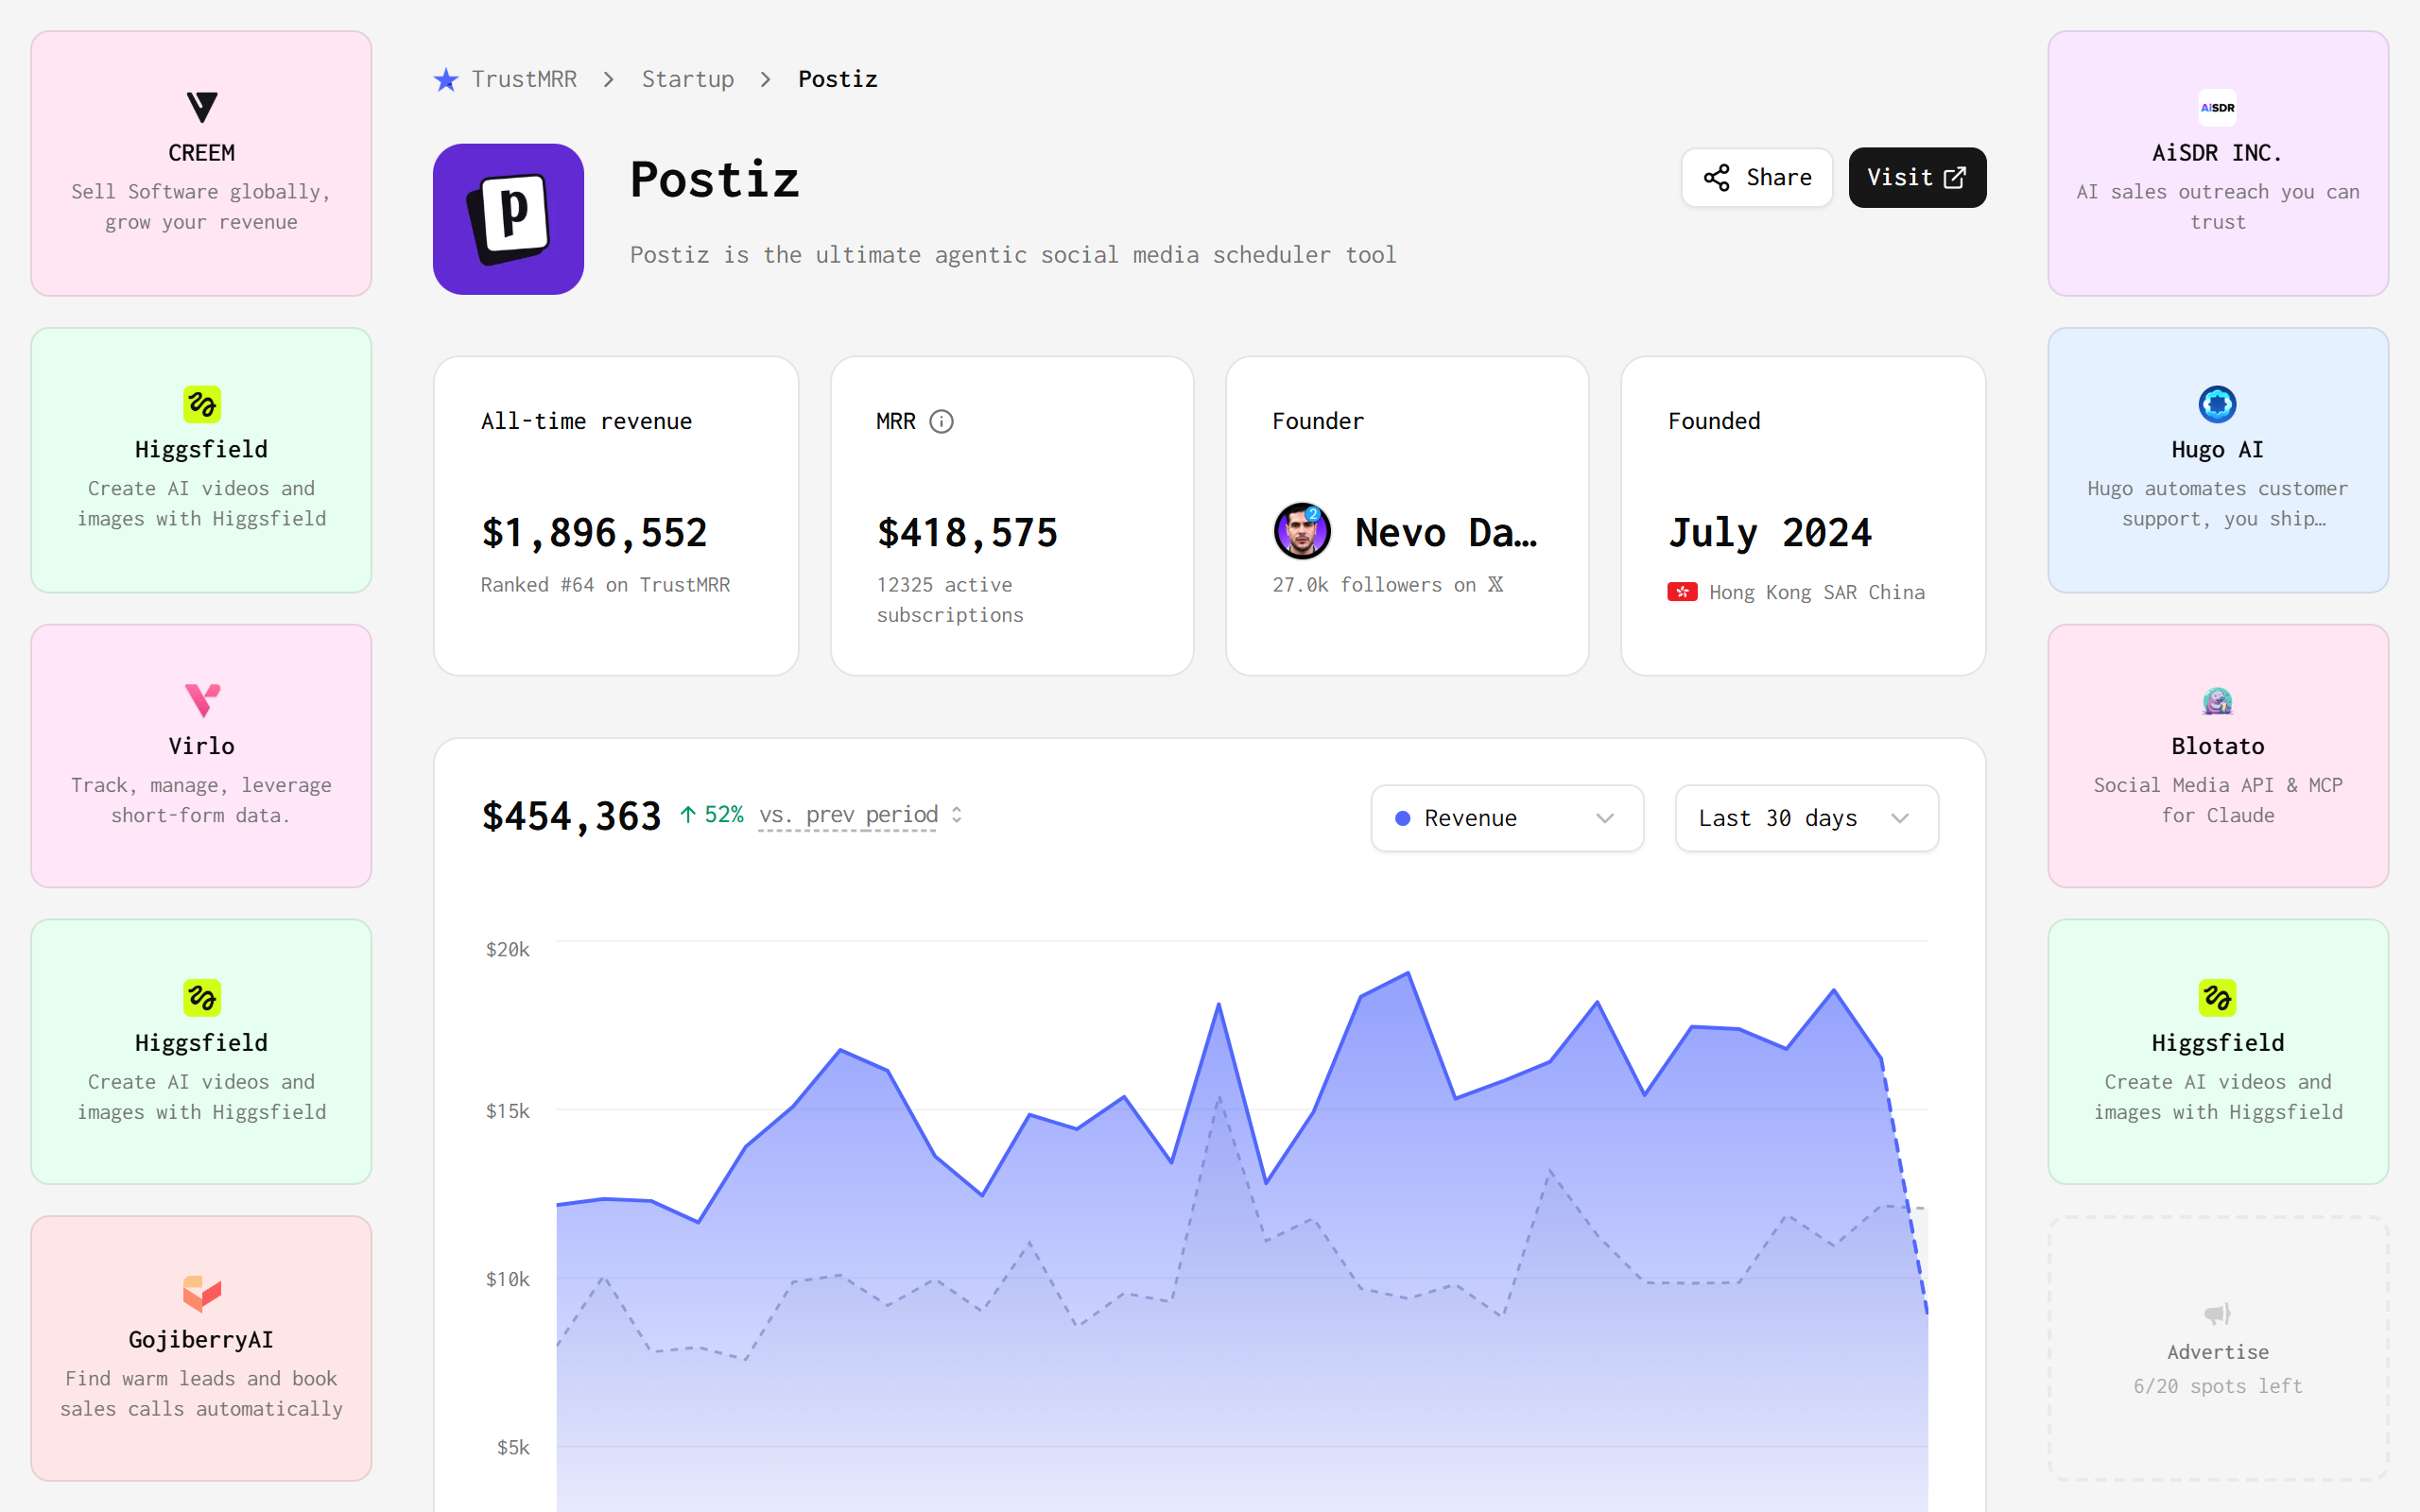 TrustMRR > Startup > Postiz
p
Postiz
Share
Visit
Postiz is the ultimate agentic social media scheduler tool
All-time revenue
$1,896,552
Ranked #64 on TrustMRR
MRR
$418,575
12325 active
subscriptions
Founder
2
Nevo Da…
27.0k followers on 𝕏
Founded
July 2024
Hong Kong SAR China
$454,363 ↑ 52% vs. prev period
Revenue
Last 30 days
$20k
$15k
$10k
$5k
CREEM
Sell Software globally,
grow your revenue
Higgsfield
Create AI videos and
images with Higgsfield
Virlo
Track, manage, leverage
short-form data.
Higgsfield
Create AI videos and
images with Higgsfield
GojiberryAI
Find warm leads and book
sales calls automatically
AiSDR
AiSDR INC.
AI sales outreach you can
trust
Hugo AI
Hugo automates customer
support, you ship…
Blotato
Social Media API & MCP
for Claude
Higgsfield
Create AI videos and
images with Higgsfield
Advertise
6/20 spots left